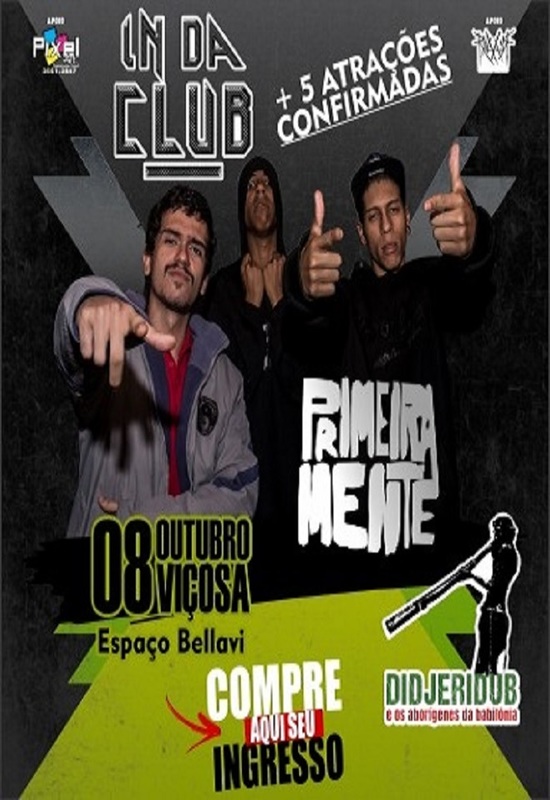 APOIO
Pixel
IN DA
CLUB
+ 5 ATRAÇÕES
CONFIRMADAS
APOIO
PRIMEIRA
MENTE
08 OUTUBRO
VIÇOSA
Espaço Bellavi
COMPRE
AQUI SEU
INGRESSO
DIDJERIDUB
e os aborígenes da babilônia